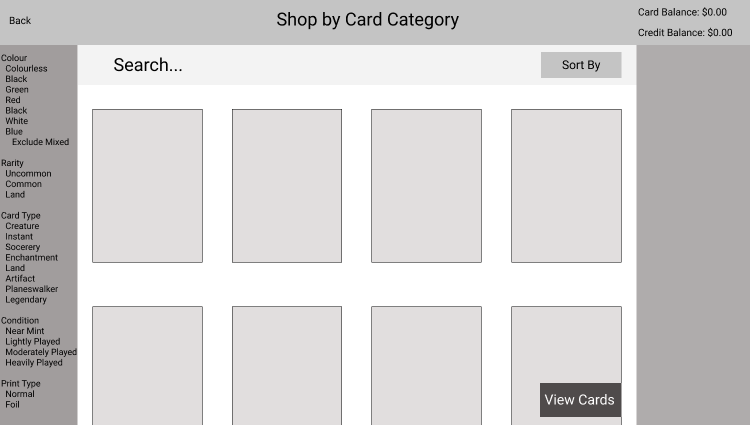 Back
Shop by Card Category
Card Balance: $0.00
Credit Balance: $0.00
Search...
Sort By
Colour
Colourless
Black
Green
Red
Black
White
Blue
Exclude Mixed
Rarity
Uncommon
Common
Land
Card Type
Creature
Instant
Socerery
Enchantment
Land
Artifact
Planeswalker
Legendary
Condition
Near Mint
Lightly Played
Moderately Played
Heavily Played
Print Type
Normal
Foil
View Cards